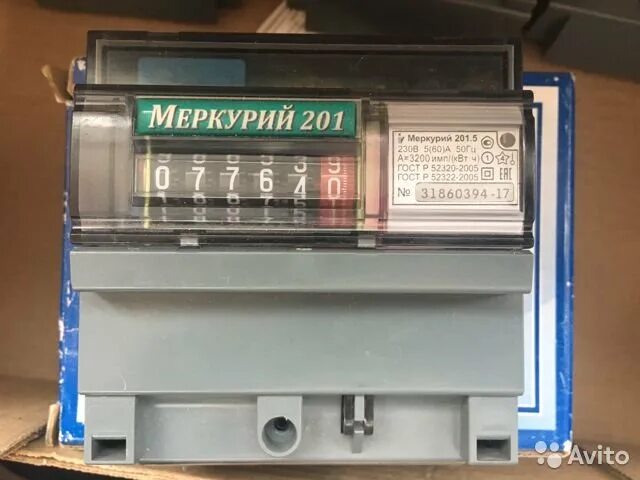 МЕРКУРИЙ 201
077640
Меркурий 201.5
230В 5(60)А 50Гц
А=3200 имп/(кВт ч)
ГОСТ Р 52320-2005
ГОСТ Р 52322-2005
№ 31860394-17
Avito